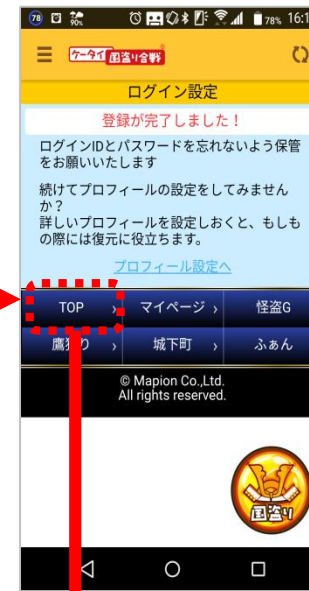 78
90%
78% 16:1
ケータイ国盗り合戦
ログイン設定
登録が完了しました！
ログインIDとパスワードを忘れないよう保管
をお願いいたします
続けてプロフィールの設定をしてみません
か？
詳しいプロフィールを設定しおくと、もしも
の際には復元に役立ちます。
プロフィール設定へ
TOP › マイページ › 怪盗G
り › 城下町 › ふぁん
© Mapion Co.,Ltd.
All rights reserved.
国盗り